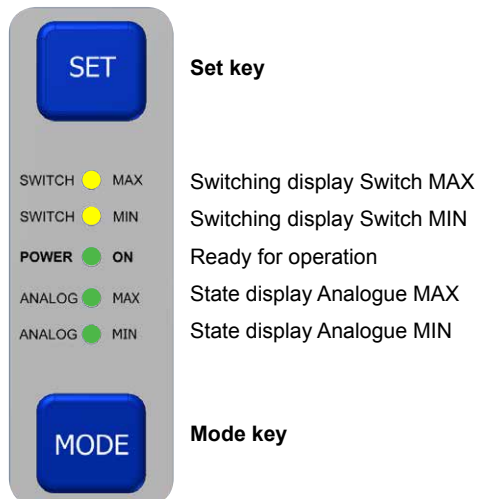 SET Set key
SWITCH MAX Switching display Switch MAX
SWITCH MIN Switching display Switch MIN
POWER ON Ready for operation
ANALOG MAX State display Analogue MAX
ANALOG MIN State display Analogue MIN
MODE Mode key